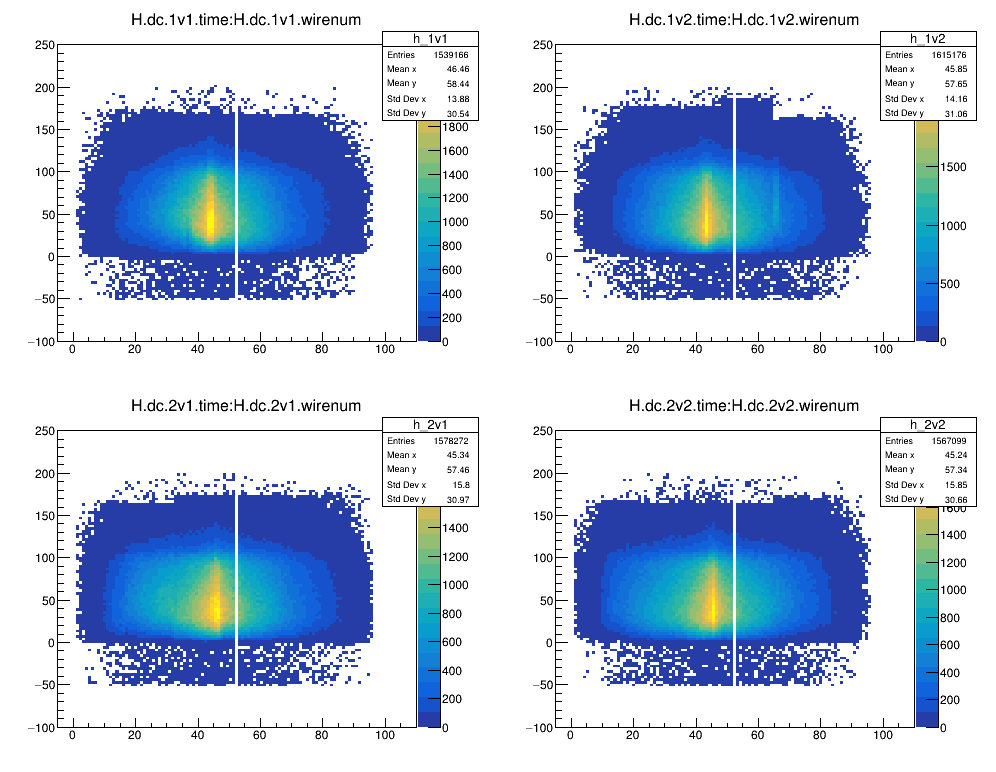 H.dc.1v1.time:H.dc.1v1.wirenum
h_1v1
Entries 1539166
Mean x 46.46
Mean y 58.44
Std Dev x 13.88
Std Dev y 30.54
250
200
150
100
50
0
−50
−100
0 20 40 60 80 100
1800
1600
1400
1200
1000
800
600
400
200
0
H.dc.1v2.time:H.dc.1v2.wirenum
h_1v2
Entries 1615176
Mean x 45.85
Mean y 57.65
Std Dev x 14.16
Std Dev y 31.06
250
200
150
100
50
0
−50
−100
0 20 40 60 80 100
1500
1000
500
0
H.dc.2v1.time:H.dc.2v1.wirenum
h_2v1
Entries 1578272
Mean x 45.34
Mean y 57.46
Std Dev x 15.8
Std Dev y 30.97
250
200
150
100
50
0
−50
−100
0 20 40 60 80 100
1400
1200
1000
800
600
400
200
0
H.dc.2v2.time:H.dc.2v2.wirenum
h_2v2
Entries 1567099
Mean x 45.24
Mean y 57.34
Std Dev x 15.85
Std Dev y 30.66
250
200
150
100
50
0
−50
−100
0 20 40 60 80 100
1600
1400
1200
1000
800
600
400
200
0